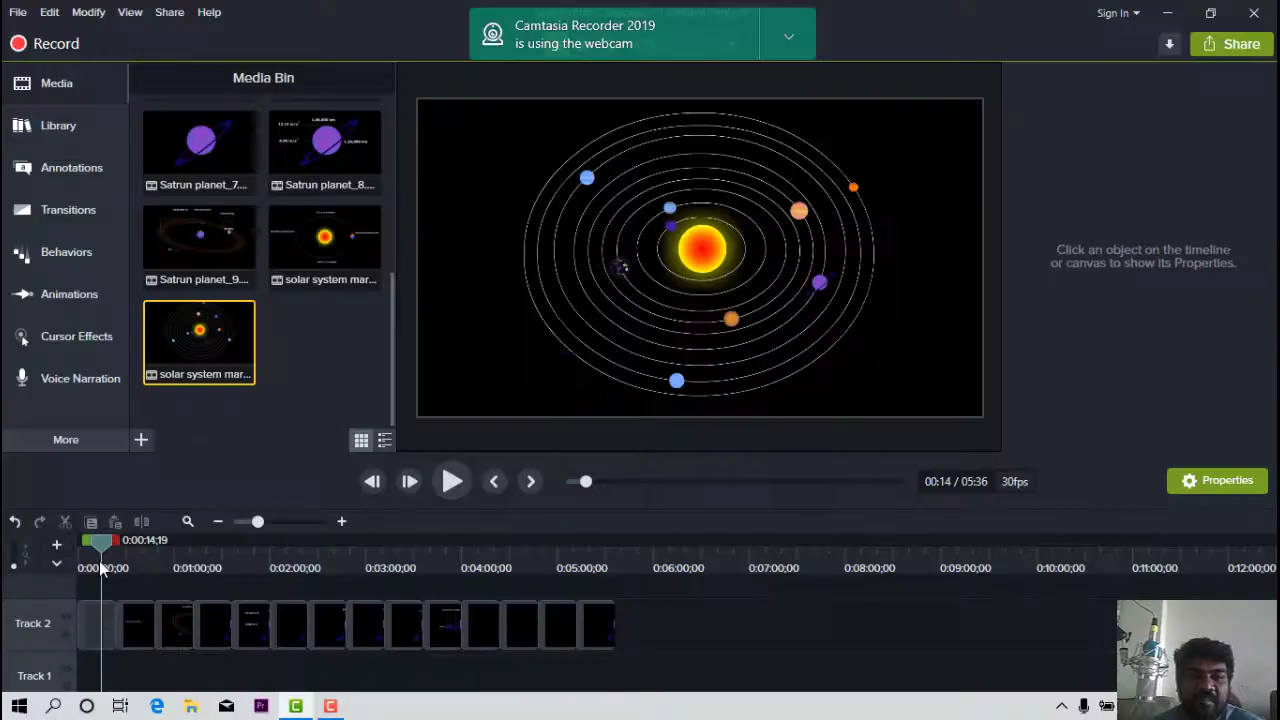 File Edit Modify View Share Help
Camtasia Recorder 2019
is using the webcam
Sign In
Record
Share
Media
Library
Annotations
Transitions
Behaviors
Animations
Cursor Effects
Voice Narration
More
Media Bin
Satrun planet_7....
Satrun planet_8....
Satrun planet_9....
solar system mar...
solar system mar...
Click an object on the timeline
or canvas to show its Properties.
00:14 / 05:36 30fps
Properties
0:00:14;19
0:00:00;00 0:01:00;00 0:02:00;00 0:03:00;00 0:04:00;00 0:05:00;00 0:06:00;00 0:07:00;00 0:08:00;00 0:09:00;00 0:10:00;00 0:11:00;00 0:12:00;00
Track 2
Track 1